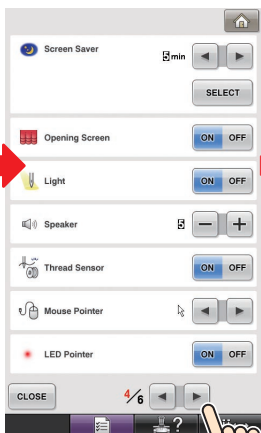 Screen Saver
5 min
SELECT
Opening Screen ON OFF
Light ON OFF
Speaker 5 − +
Thread Sensor ON OFF
Mouse Pointer
LED Pointer ON OFF
CLOSE 4/6
?